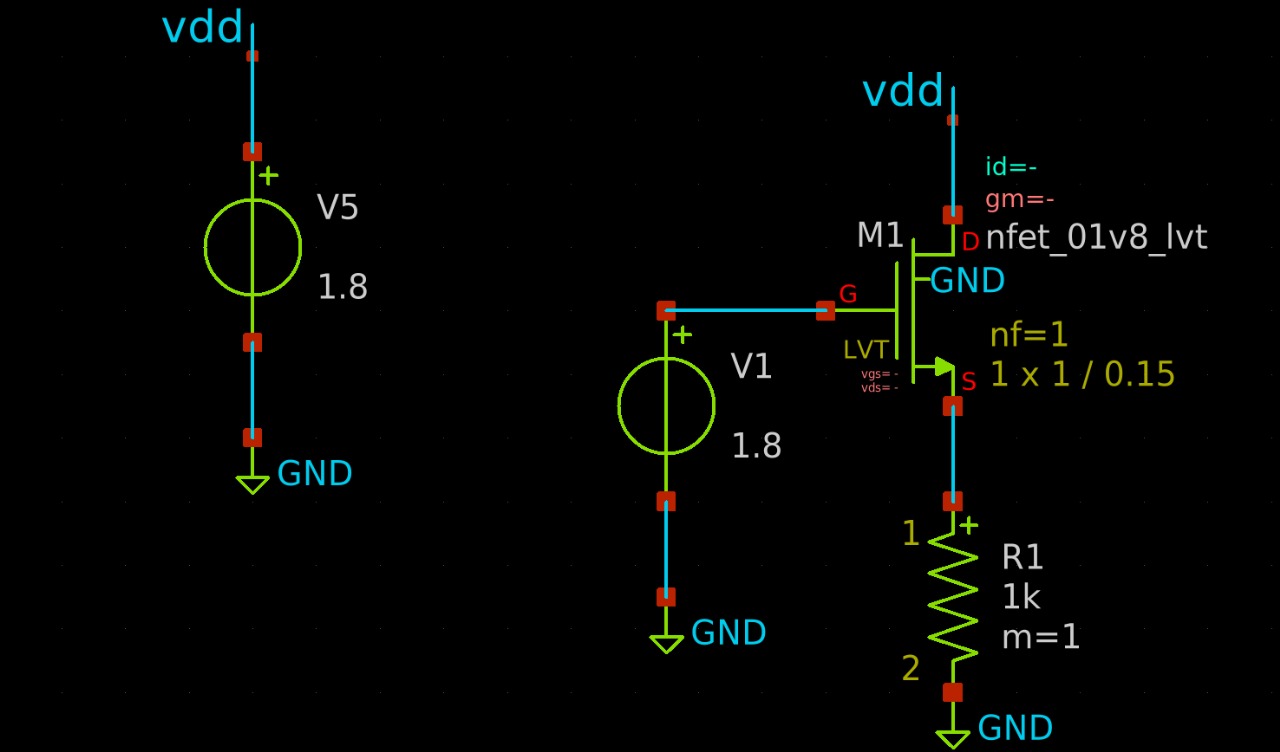 vdd
+
V5
1.8
GND
vdd
id=-
gm=-
M1
D
nfet_01v8_lvt
GND
G
LVT
vgs=-
vds=-
nf=1
1 x 1 / 0.15
S
+
V1
1.8
GND
1
+
R1
1k
m=1
2
GND